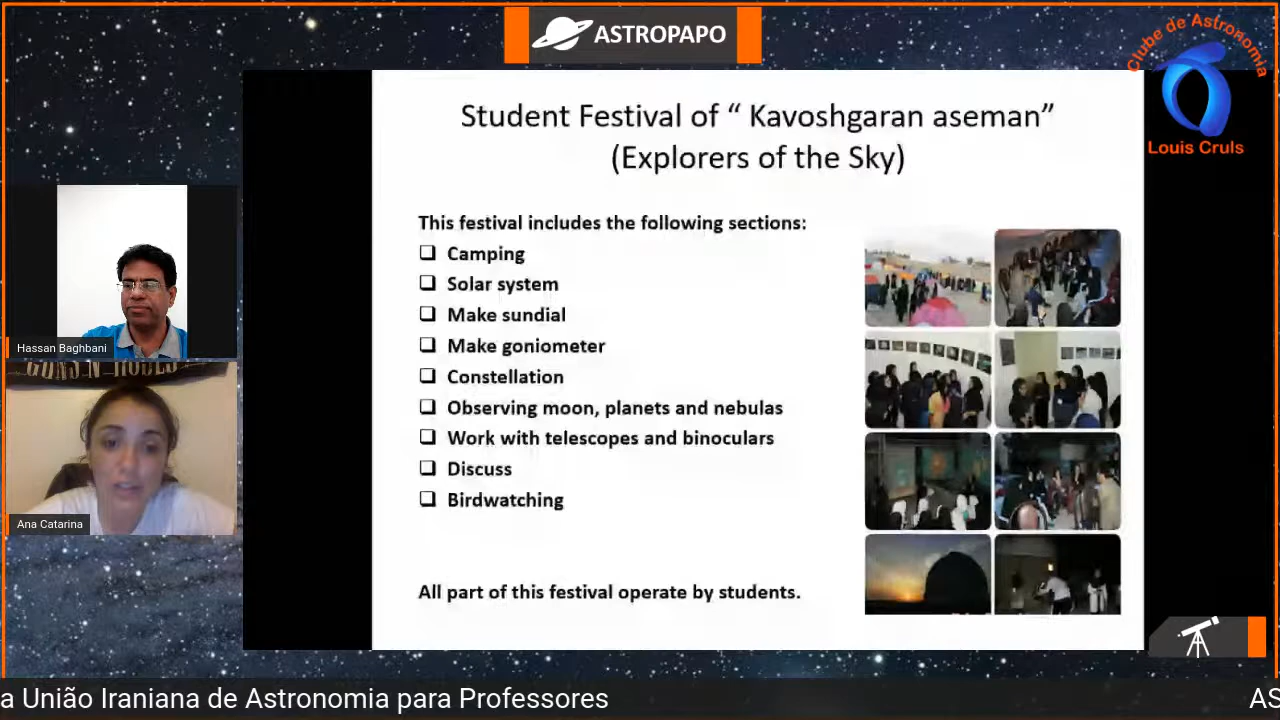 ASTROPAPO
Clube de Astronomia
Louis Cruls
Student Festival of “ Kavoshgaran aseman”
(Explorers of the Sky)
This festival includes the following sections:
Camping
Solar system
Make sundial
Make goniometer
Constellation
Observing moon, planets and nebulas
Work with telescopes and binoculars
Discuss
Birdwatching
All part of this festival operate by students.
Hassan Baghbani
GUNS N' ROSES
Ana Catarina
a União Iraniana de Astronomia para Professores
AS